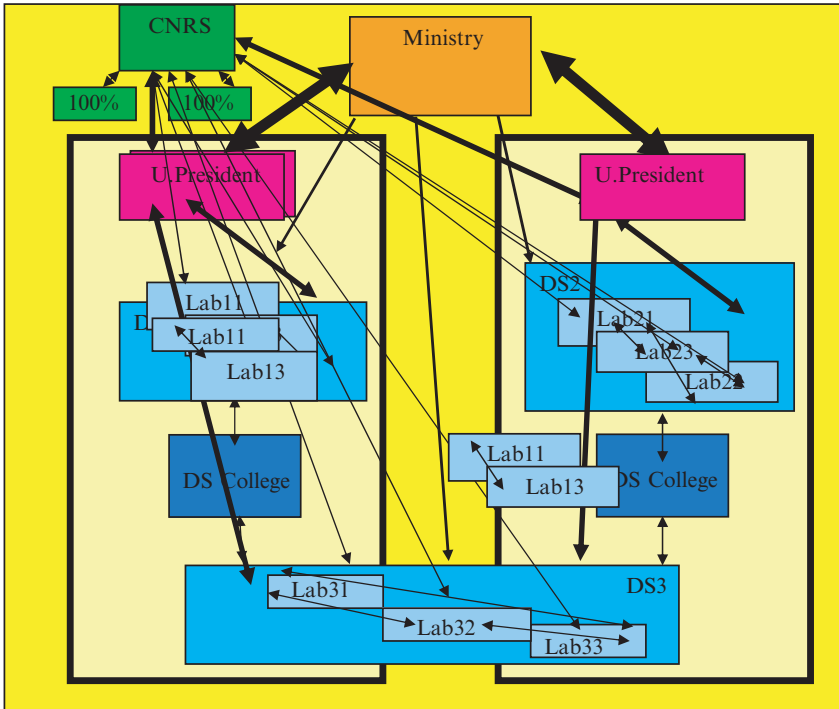 CNRS
Ministry
100%
100%
U.President
U.President
DS2
Lab11
D
Lab11
Lab21
Lab23
Lab13
Lab22
Lab11
DS College
Lab13
DS College
DS3
Lab31
Lab32
Lab33